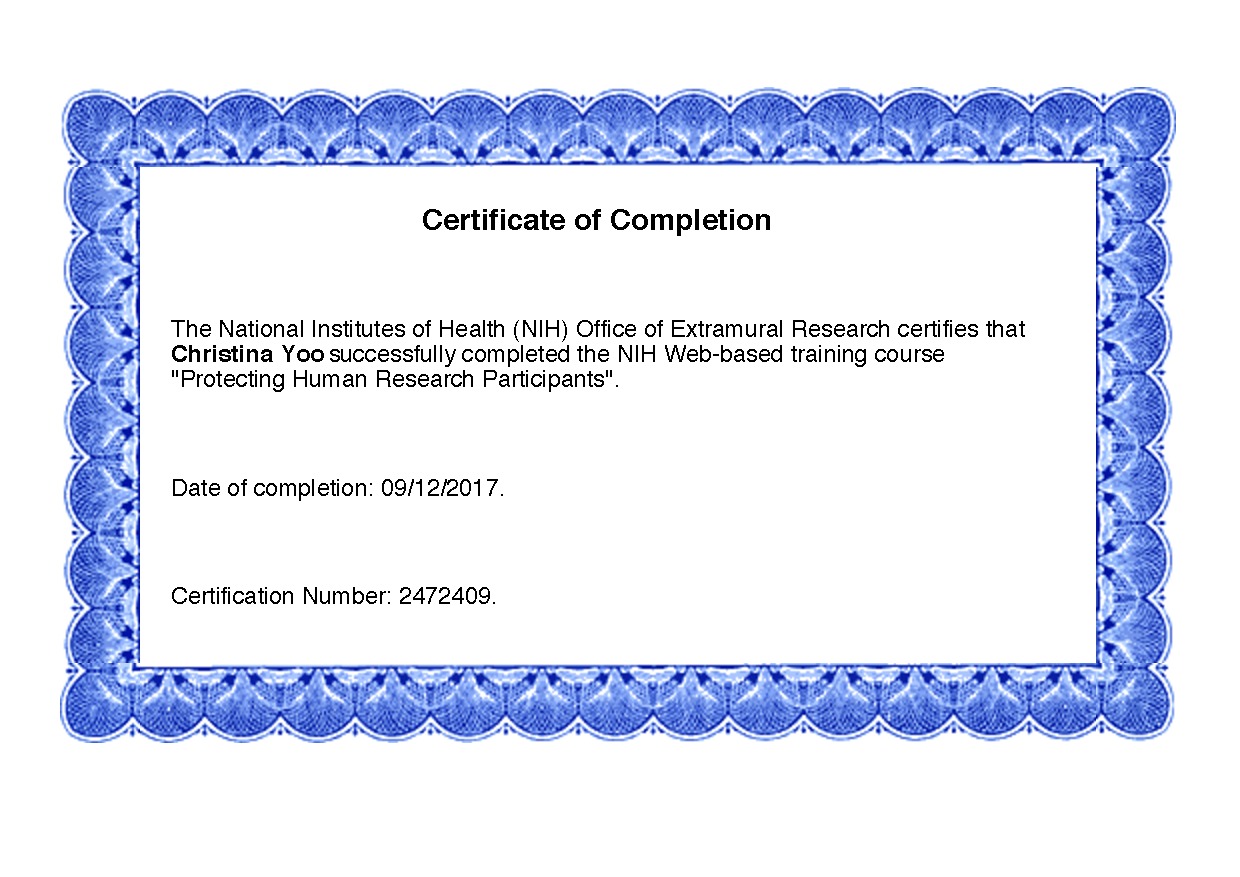 Certificate of Completion
The National Institutes of Health (NIH) Office of Extramural Research certifies that
Christina Yoo successfully completed the NIH Web-based training course
"Protecting Human Research Participants".
Date of completion: 09/12/2017.
Certification Number: 2472409.